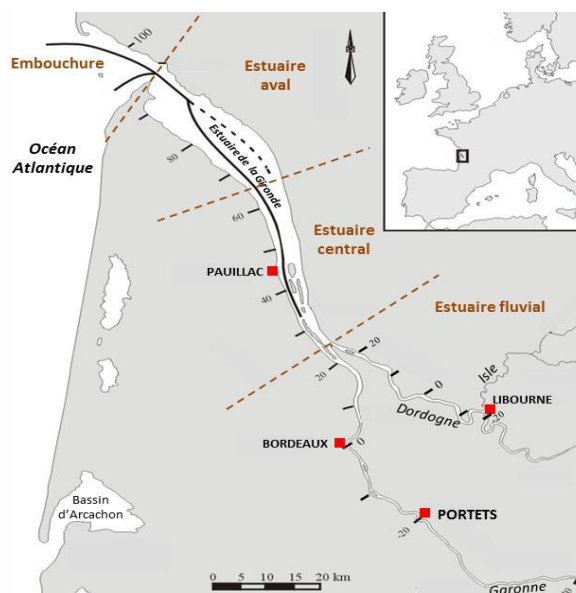 100
Embouchure
Estuaire
aval
Océan
Atlantique
80
Estuaire de la Gironde
60
Estuaire
central
PAUILLAC
40
Estuaire fluvial
20
20
0
Isle
LIBOURNE
-20
Dordogne
BORDEAUX
0
Bassin
d'Arcachon
PORTETS
-20
0 5 10 15 20 km
Garonne